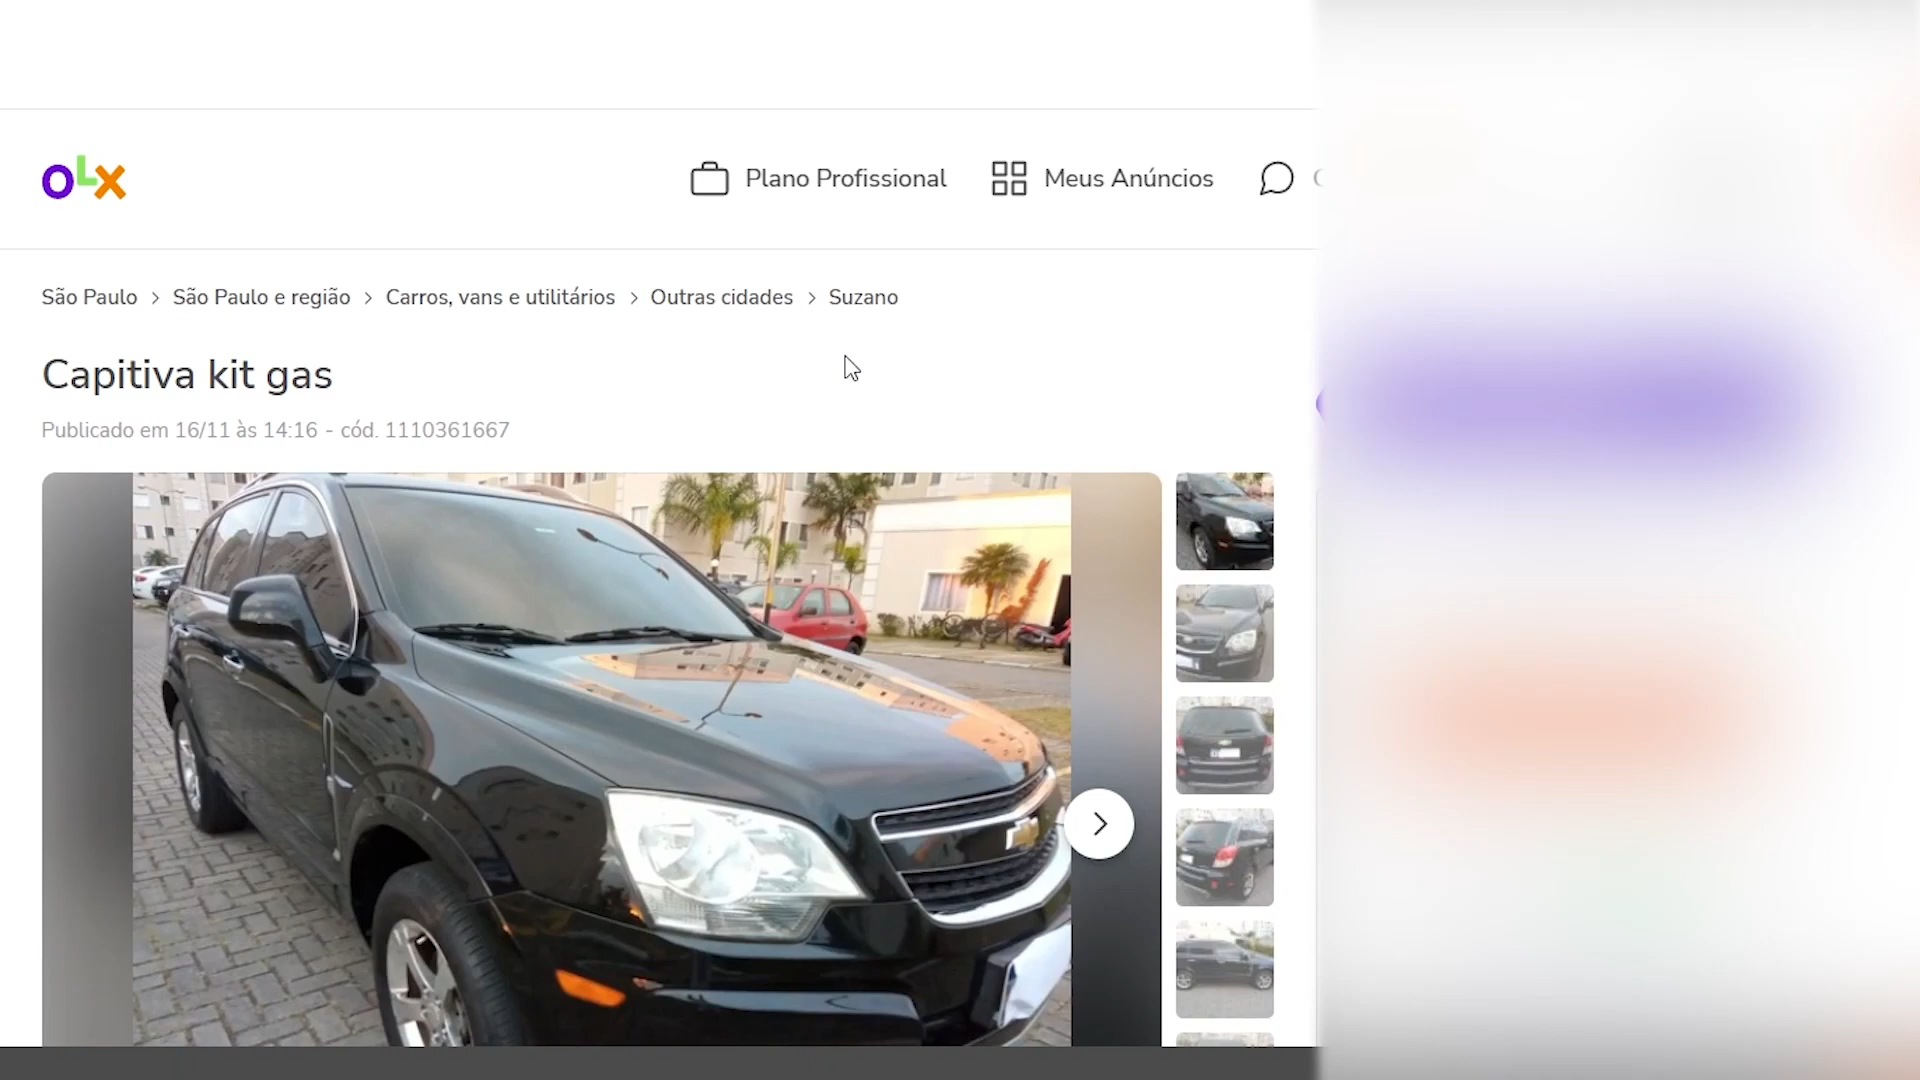 OLX
Plano Profissional
Meus Anúncios
São Paulo > São Paulo e região > Carros, vans e utilitários > Outras cidades > Suzano
Capitiva kit gas
Publicado em 16/11 às 14:16 - cód. 1110361667